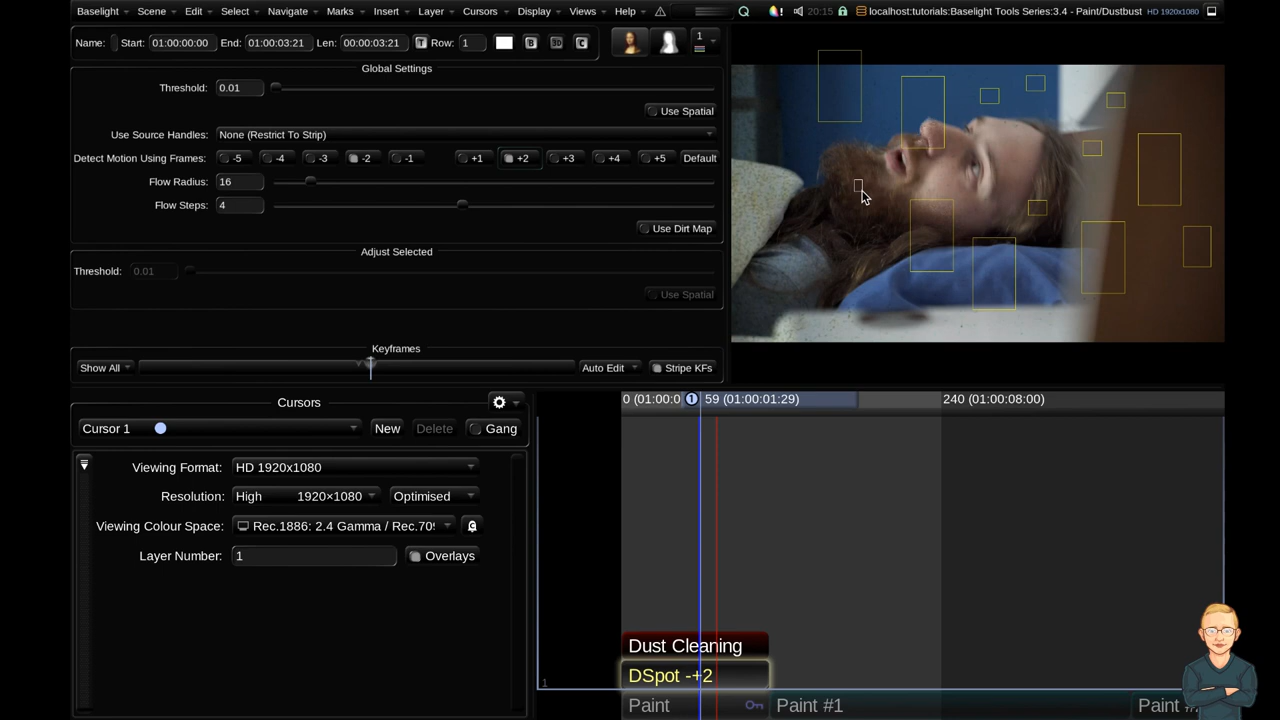 Baselight Scene Edit Select Navigate Marks Insert Layer Cursors Display Views Help 20:15 localhost:tutorials:Baselight Tools Series:3.4 - Paint/Dustbust HD 1920x1080
Name: Start: 01:00:00:00 End: 01:00:03:21 Len: 00:00:03:21 T Row: 1 B 3D C 1
Global Settings
Threshold: 0.01
Use Spatial
Use Source Handles: None (Restrict To Strip)
Detect Motion Using Frames: -5 -4 -3 -2 -1 +1 +2 +3 +4 +5 Default
Flow Radius: 16
Flow Steps: 4
Use Dirt Map
Adjust Selected
Threshold: 0.01
Use Spatial
Keyframes
Show All Auto Edit Stripe KFs
Cursors
Cursor 1 New Delete Gang
Viewing Format: HD 1920x1080
Resolution: High 1920×1080 Optimised
Viewing Colour Space: Rec.1886: 2.4 Gamma / Rec.709
Layer Number: 1 Overlays
0 (01:00:0 1 59 (01:00:01:29) 240 (01:00:08:00)
Dust Cleaning
DSpot -+2
1
Paint Paint #1 Paint #